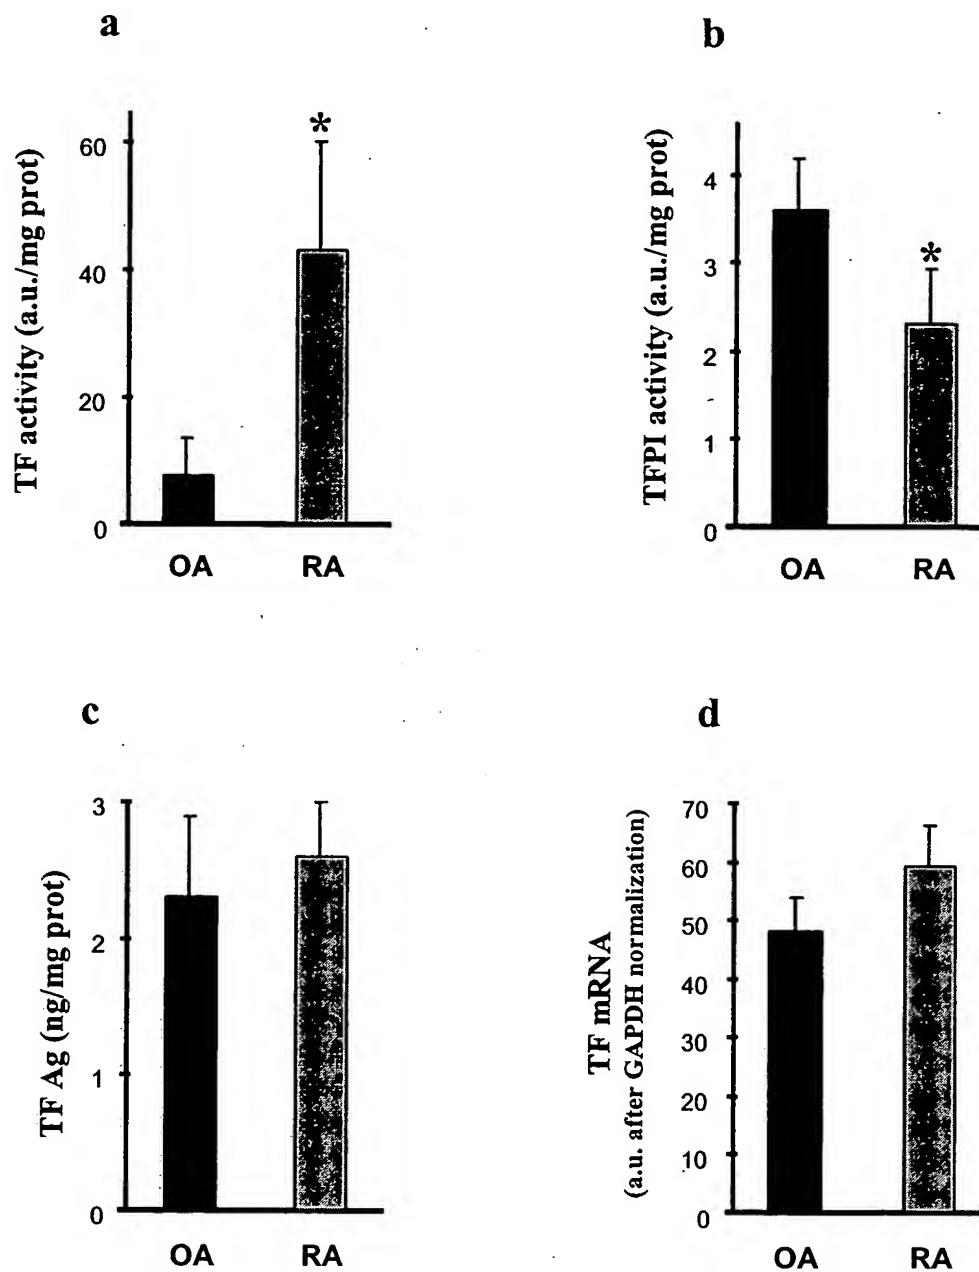 a
TF activity (a.u./mg prot)
60
40
20
0
*
OA RA
b
TFPI activity (a.u./mg prot)
4
3
2
1
0
*
OA RA
c
TF Ag (ng/mg prot)
3
2
1
0
OA RA
d
TF mRNA
(a.u. after GAPDH normalization)
70
60
50
40
30
20
10
0
OA RA